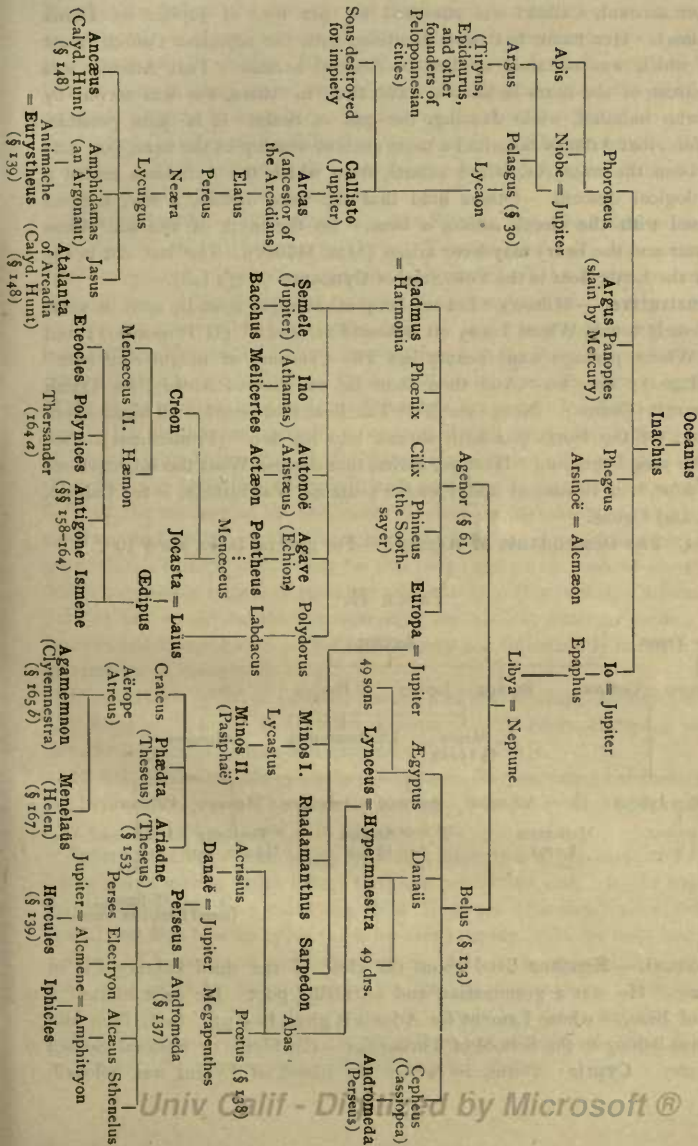 Oceanus
Inachus
Phoroneus
Argus Panoptes
(slain by Mercury)
Phegeus
Io = Jupiter
Apis
Niobe = Jupiter
Arsinoë = Alcmæon
Epaphus
Argus
Pelasgus (§ 30)
Libya = Neptune
(Tiryns,
Epidaurus,
and other
founders of
Peloponnesian
cities)
Lycaon
Agenor (§ 61)
Belus (§ 133)
Sons destroyed
for impiety
Callisto
(Jupiter)
Cadmus
= Harmonia
Phœnix
Cilix
Phineus
(the Sooth-
sayer)
Europa = Jupiter
Ægyptus
Danaüs
Cepheus
(Cassiopea)
Andromeda
(Perseus)
49 sons
Lynceus = Hypermnestra
49 drs.
Arcas
(ancestor of
the Arcadians)
Semele
(Jupiter)
Ino
(Athamas)
Autonoë
(Aristæus)
Agave
(Echion)
Polydorus
Minos I.
Rhadamanthus
Sarpedon
Abas
Elatus
Bacchus
Melicertes
Actæon
Pentheus
Labdacus
Lycastus
Pereus
Menœceus
Minos II.
(Pasiphaë)
Acrisius
Prœtus (§ 138)
Neæra
Creon
Jocasta = Laïus
Danaë = Jupiter
Megapenthes
Lycurgus
Menœceus II.
Hæmon
Œdipus
Crateus
Phædra
(Theseus)
Ariadne
(Theseus)
(§ 153)
Perseus = Andromeda
(§ 137)
Aërope
(Atreus)
Ancæus
(Calyd. Hunt)
(§ 148)
Amphidamas
(an Argonaut)
Jasus
Eteocles
Polynices
Antigone
Ismene
(§§ 158–164)
Perses
Electryon
Alcæus
Sthenelus
Antimache
= Eurystheus
(§ 139)
Atalanta
of Arcadia
(Calyd. Hunt)
(§ 148)
Thersander
(164 a)
Agamemnon
(Clytemnestra)
(§ 165 b)
Menelaüs
(Helen)
(§ 167)
Jupiter = Alcmene = Amphitryon
Hercules
(§ 139)
Iphicles
Univ Calif - Digitized by Microsoft ®